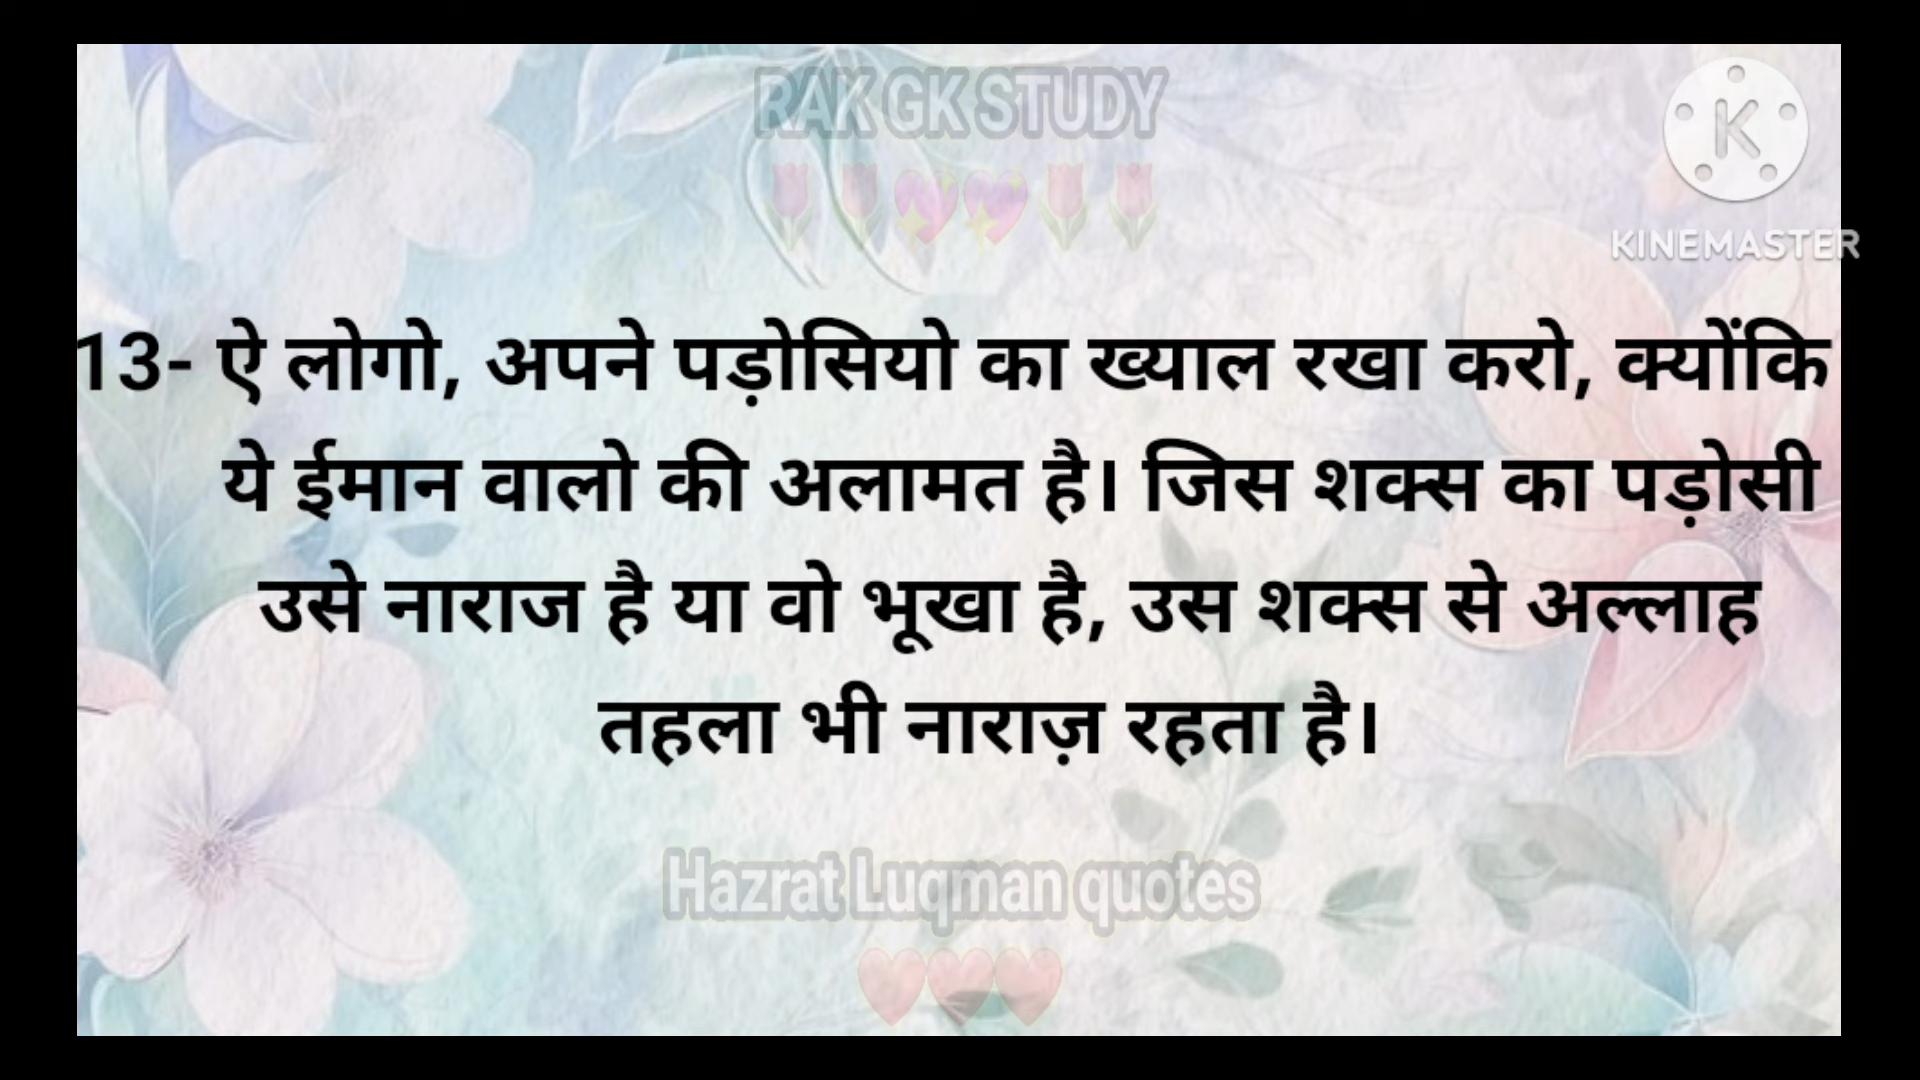 RAK GK STUDY
K
KINEMASTER
13- ऐ लोगो, अपने पड़ोसियो का ख्याल रखा करो, क्योंकि
ये ईमान वालो की अलामत है। जिस शक्स का पड़ोसी
उसे नाराज है या वो भूखा है, उस शक्स से अल्लाह
तहला भी नाराज़ रहता है।
Hazrat Luqman quotes